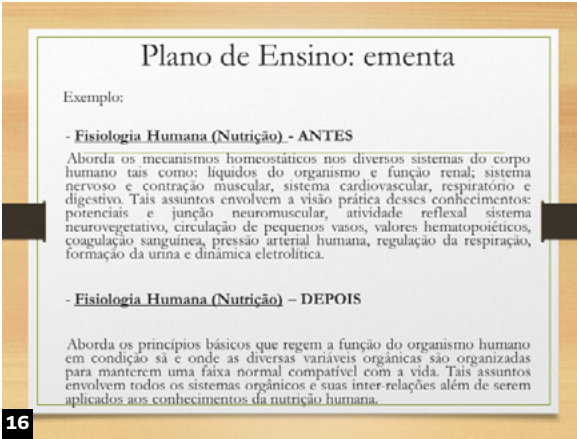 Plano de Ensino: ementa
Exemplo:
- Fisiologia Humana (Nutrição) - ANTES
Aborda os mecanismos homeostáticos nos diversos sistemas do corpo
humano tais como: líquidos do organismo e função renal; sistema
nervoso e contração muscular, sistema cardiovascular, respiratório e
digestivo. Tais assuntos envolvem a visão prática desses conhecimentos:
potenciais e junção neuromuscular, atividade reflexal sistema
neurovegetativo, circulação de pequenos vasos, valores hematopoiéticos,
coagulação sanguínea, pressão arterial humana, regulação da respiração,
formação da urina e dinâmica eletrolítica.
- Fisiologia Humana (Nutrição) – DEPOIS
Aborda os princípios básicos que regem a função do organismo humano
em condição sã e onde as diversas variáveis orgânicas são organizadas
para manterem uma faixa normal compatível com a vida. Tais assuntos
envolvem todos os sistemas orgânicos e suas inter-relações além de serem
aplicados aos conhecimentos da nutrição humana.
16